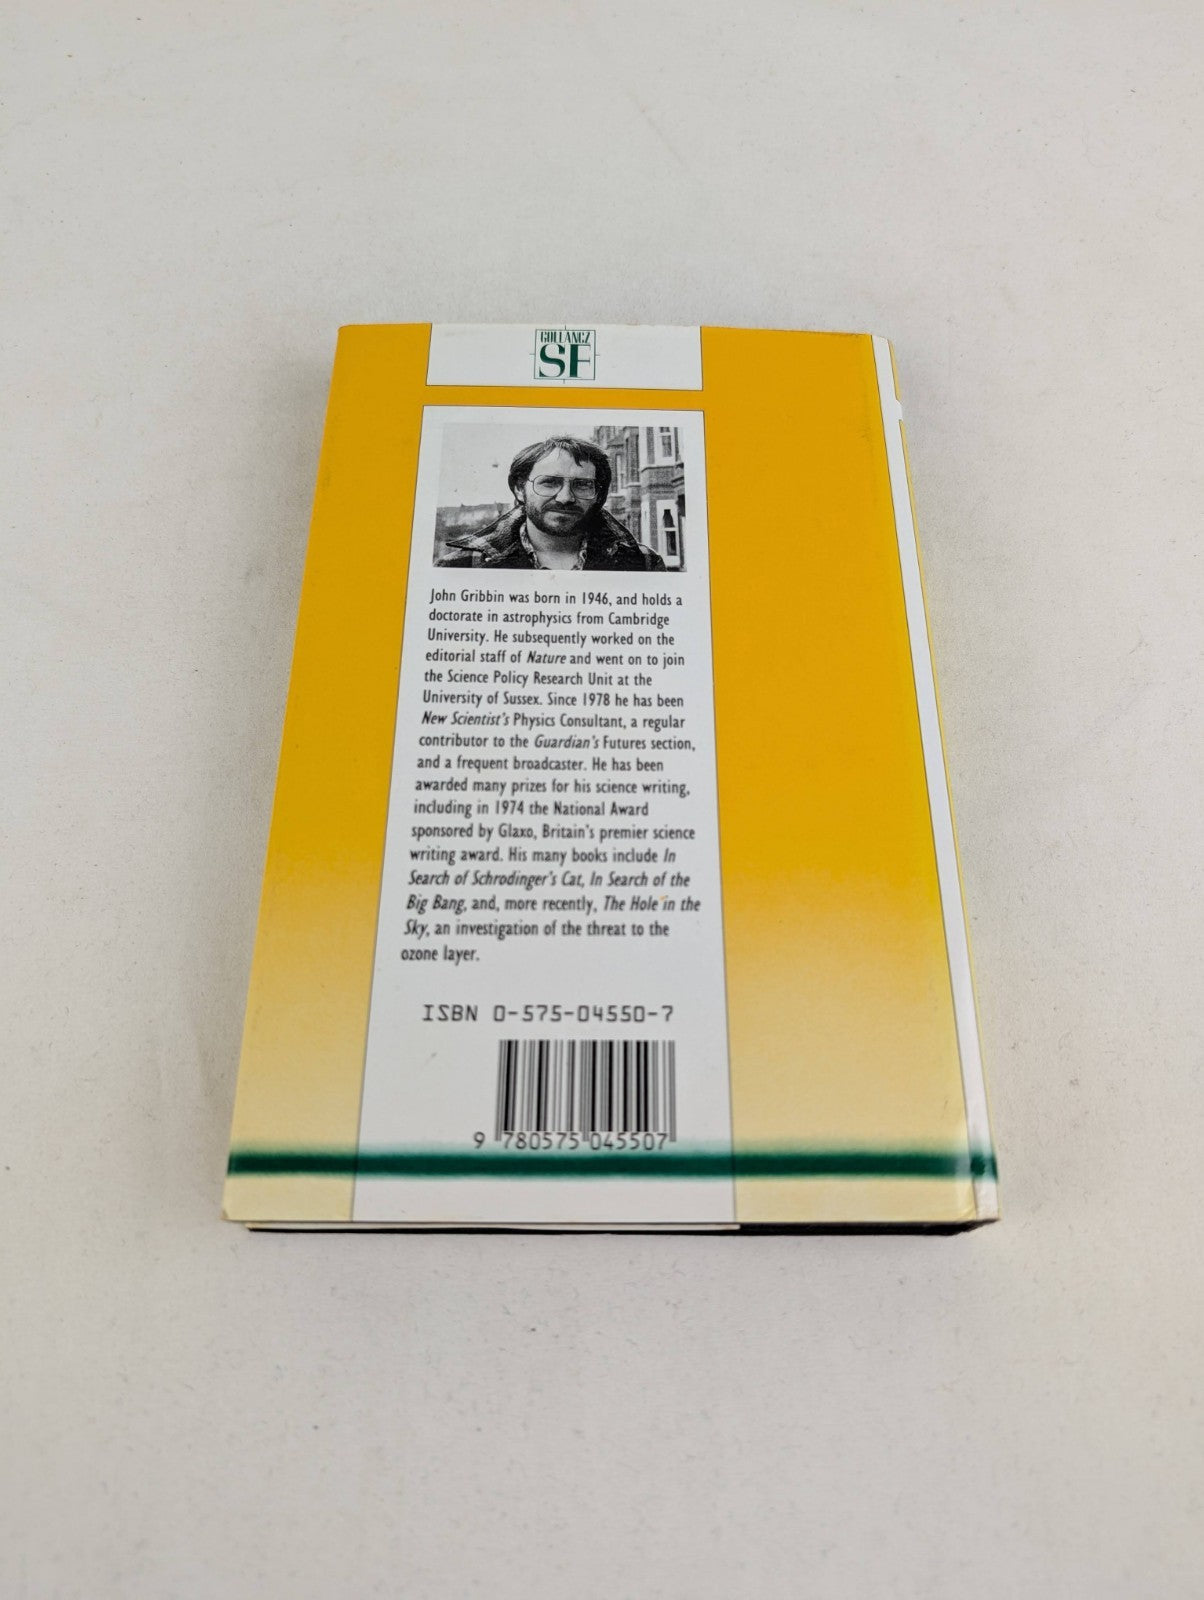 GOLLANCZ
SF
John Gribbin was born in 1946, and holds a
doctorate in astrophysics from Cambridge
University. He subsequently worked on the
editorial staff of Nature and went on to join
the Science Policy Research Unit at the
University of Sussex. Since 1978 he has been
New Scientist's Physics Consultant, a regular
contributor to the Guardian's Futures section,
and a frequent broadcaster. He has been
awarded many prizes for his science writing,
including in 1974 the National Award
sponsored by Glaxo, Britain's premier science
writing award. His many books include In
Search of Schrodinger's Cat, In Search of the
Big Bang, and, more recently, The Hole in the
Sky, an investigation of the threat to the
ozone layer.
ISBN 0-575-04550-7
9 780575 045507